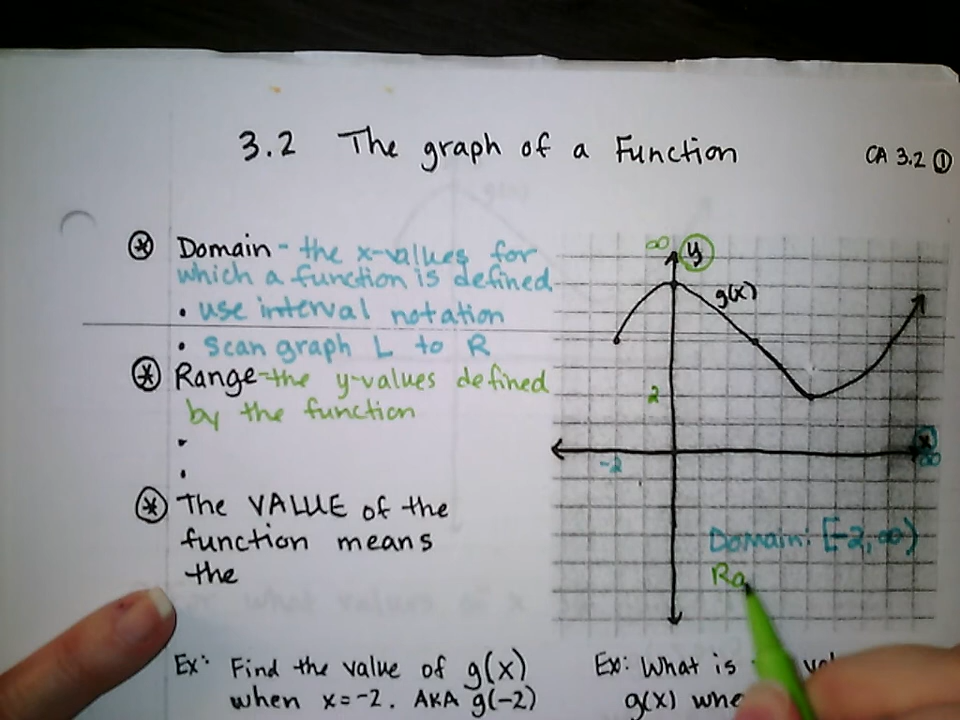 3.2 The graph of a Function
CA 3.2 ①
Domain - the x-values for
which a function is defined
• use interval notation
• Scan graph L to R
Range - the y-values defined
by the function
The VALUE of the
function means
the
∞ y
g(x)
2
x
-2 ∞
Domain: [-2, ∞)
Ra
Ex: Find the value of g(x)
when x = -2. AKA g(-2)
Ex: What is
g(x)